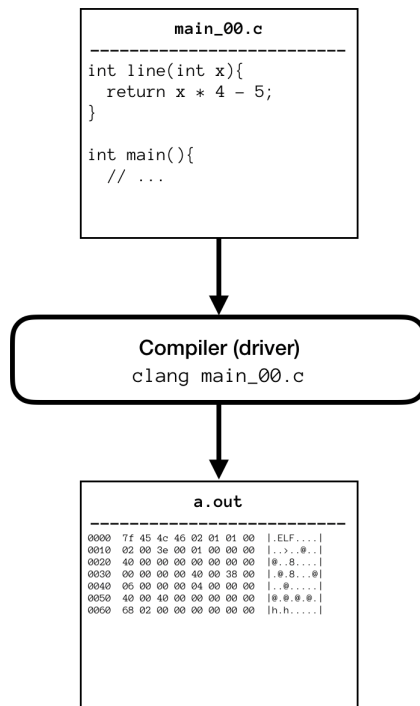 main_00.c
--------------------------
int line(int x){
  return x * 4 - 5;
}

int main(){
  // ...
Compiler (driver)
clang main_00.c
a.out
--------------------------
0000 7f 45 4c 46 02 01 01 00 |.ELF....|
0010 02 00 3e 00 01 00 00 00 |..>..@..|
0020 40 00 00 00 00 00 00 00 |@..8....|
0030 00 00 00 00 40 00 38 00 |.@.8...@|
0040 06 00 00 00 04 00 00 00 |..@.....|
0050 40 00 40 00 00 00 00 00 |@.@.@.@.|
0060 68 02 00 00 00 00 00 00 |h.h.....|